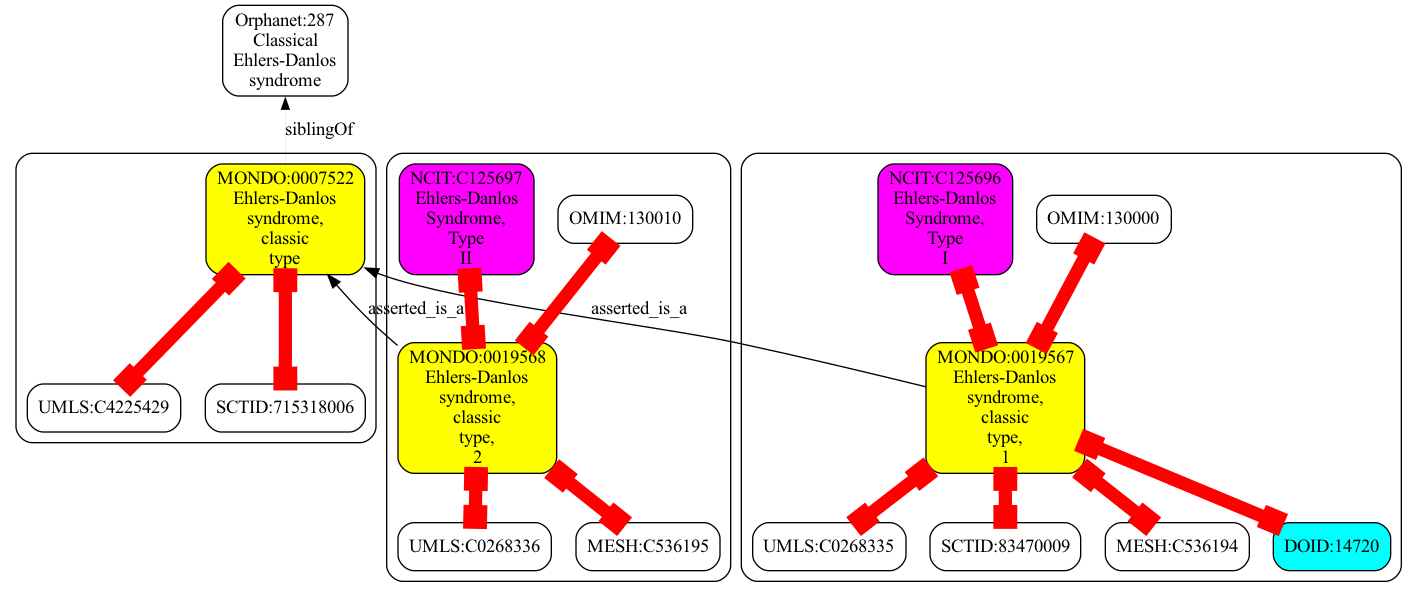 Orphanet:287
Classical
Ehlers-Danlos
syndrome
siblingOf
MONDO:0007522
Ehlers-Danlos
syndrome,
classic
type
UMLS:C4225429
SCTID:715318006
NCIT:C125697
Ehlers-Danlos
Syndrome,
Type
II
OMIM:130010
asserted_is_a
MONDO:0019568
Ehlers-Danlos
syndrome,
classic
type,
2
UMLS:C0268336
MESH:C536195
NCIT:C125696
Ehlers-Danlos
Syndrome,
Type
I
OMIM:130000
asserted_is_a
MONDO:0019567
Ehlers-Danlos
syndrome,
classic
type,
1
UMLS:C0268335
SCTID:83470009
MESH:C536194
DOID:14720